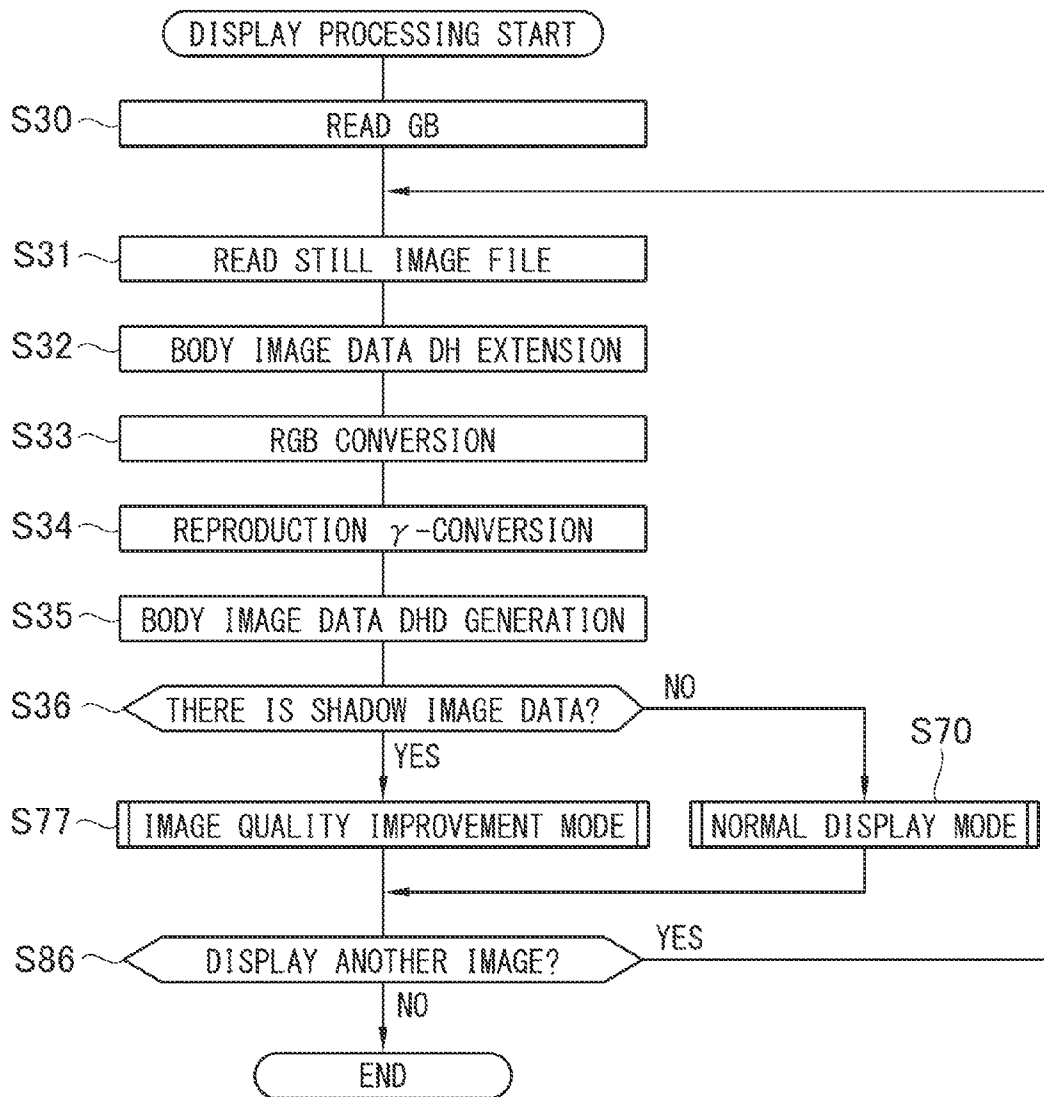 DISPLAY PROCESSING START
S30 READ GB
S31 READ STILL IMAGE FILE
S32 BODY IMAGE DATA DH EXTENSION
S33 RGB CONVERSION
S34 REPRODUCTION γ-CONVERSION
S35 BODY IMAGE DATA DHD GENERATION
S36 THERE IS SHADOW IMAGE DATA? NO
YES
S70
S77 IMAGE QUALITY IMPROVEMENT MODE NORMAL DISPLAY MODE
S86 DISPLAY ANOTHER IMAGE? YES
NO
END